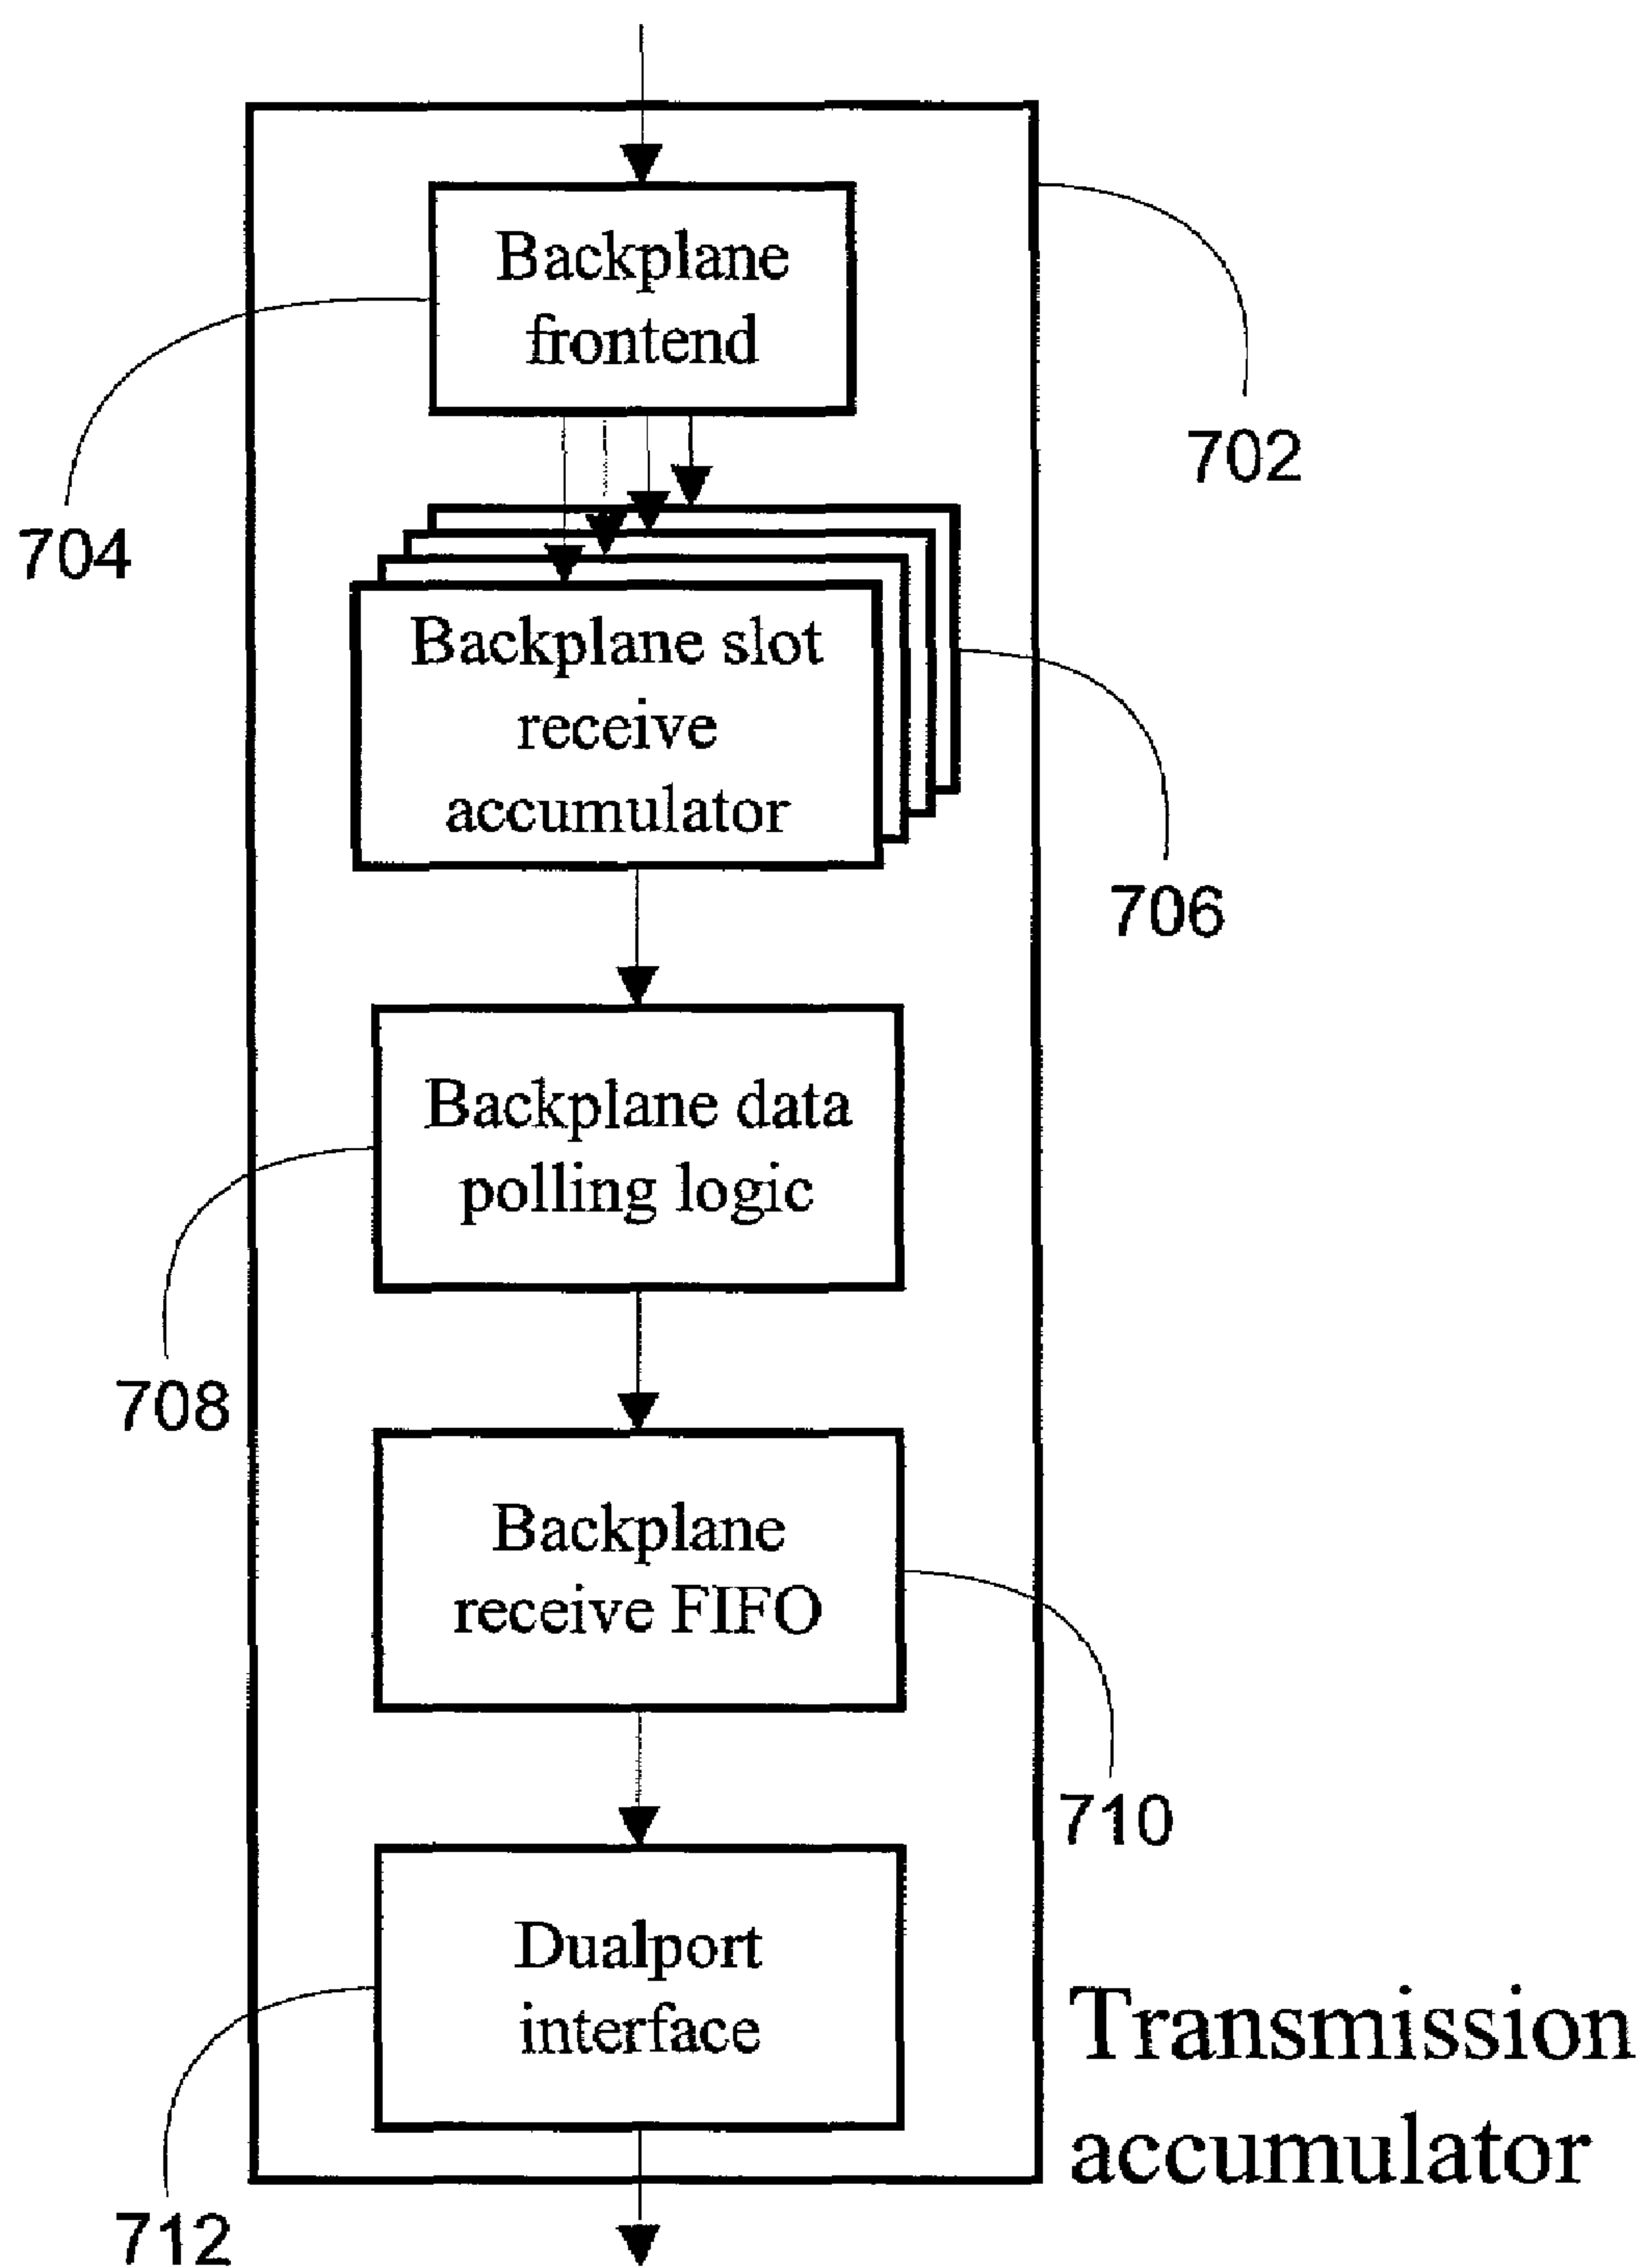 Backplane
frontend
704
702
Backplane slot
receive
accumulator
706
Backplane data
polling logic
708
Backplane
receive FIFO
710
Dualport
interface
712
Transmission
accumulator